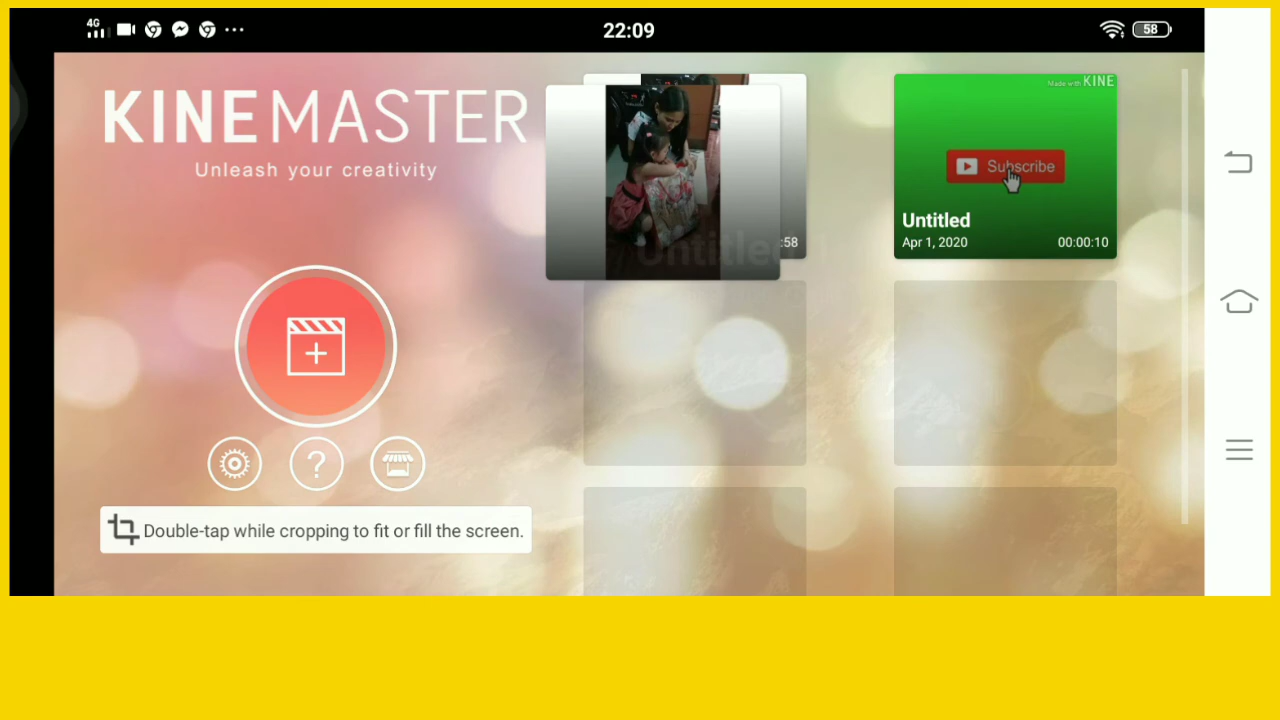 4G
22:09
58
KINEMASTER
Unleash your creativity
Made with KINE
Subscribe
Untitled
:58
Untitled
Apr 1, 2020
00:00:10
?
Double-tap while cropping to fit or fill the screen.